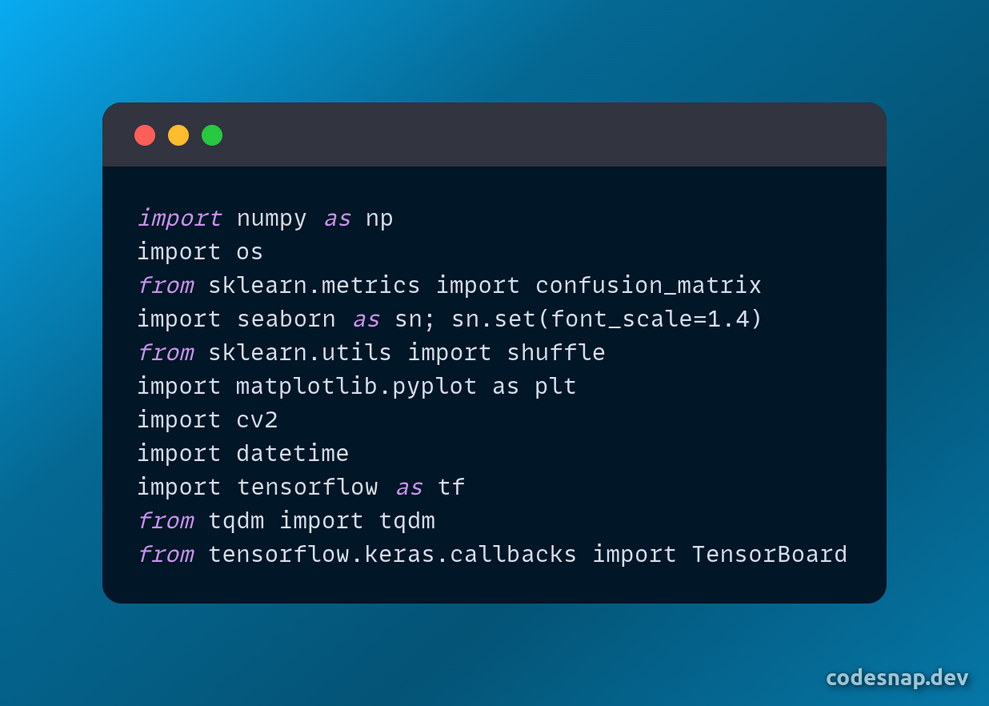 import numpy as np
import os
from sklearn.metrics import confusion_matrix
import seaborn as sn; sn.set(font_scale=1.4)
from sklearn.utils import shuffle
import matplotlib.pyplot as plt
import cv2
import datetime
import tensorflow as tf
from tqdm import tqdm
from tensorflow.keras.callbacks import TensorBoard
codesnap.dev